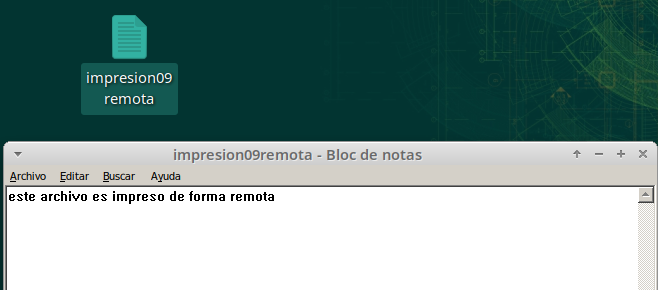 impresion09
remota
impresion09remota - Bloc de notas
Archivo Editar Buscar Ayuda
este archivo es impreso de forma remota